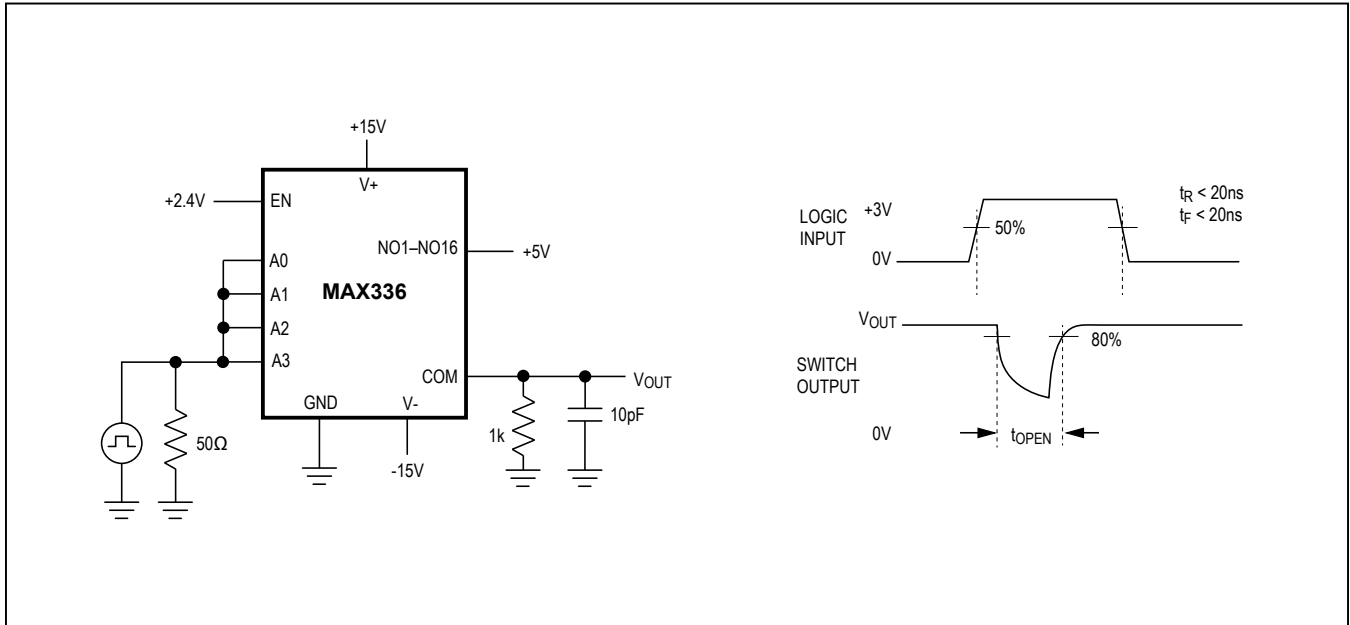 +15V
V+
+2.4V
EN
NO1–NO16
+5V
A0
A1
MAX336
A2
A3
COM
VOUT
GND
V-
10pF
1k
50Ω
-15V
LOGIC
INPUT
+3V
50%
0V
tR < 20ns
tF < 20ns
VOUT
80%
SWITCH
OUTPUT
0V
tOPEN